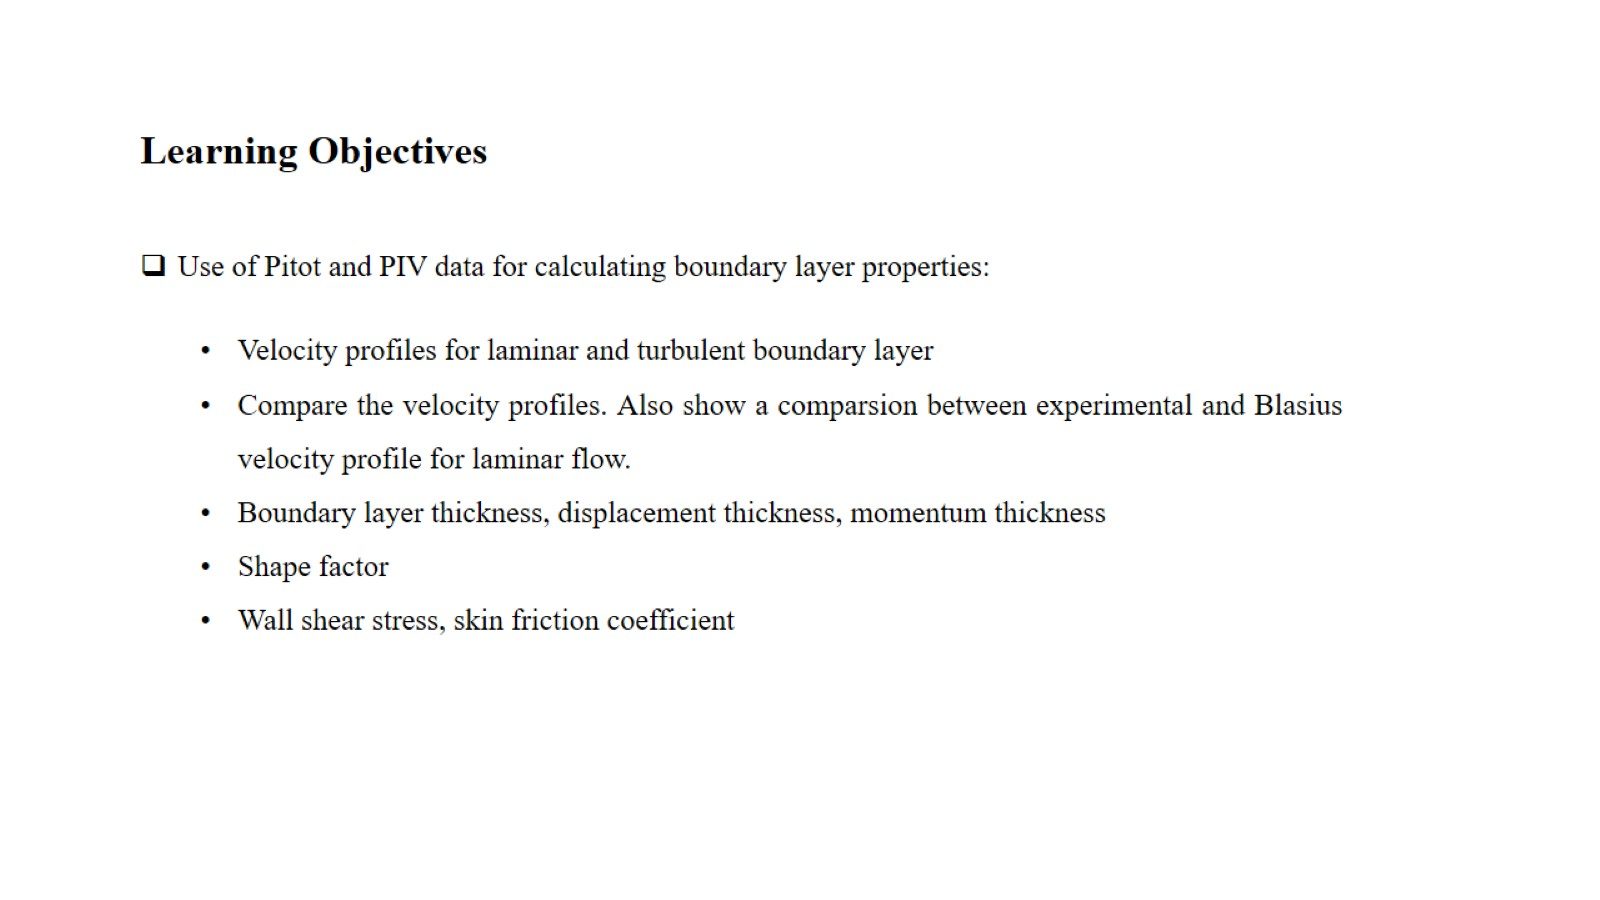 Learning Objectives
❑ Use of Pitot and PIV data for calculating boundary layer properties:
• Velocity profiles for laminar and turbulent boundary layer
• Compare the velocity profiles. Also show a comparsion between experimental and Blasius
velocity profile for laminar flow.
• Boundary layer thickness, displacement thickness, momentum thickness
• Shape factor
• Wall shear stress, skin friction coefficient